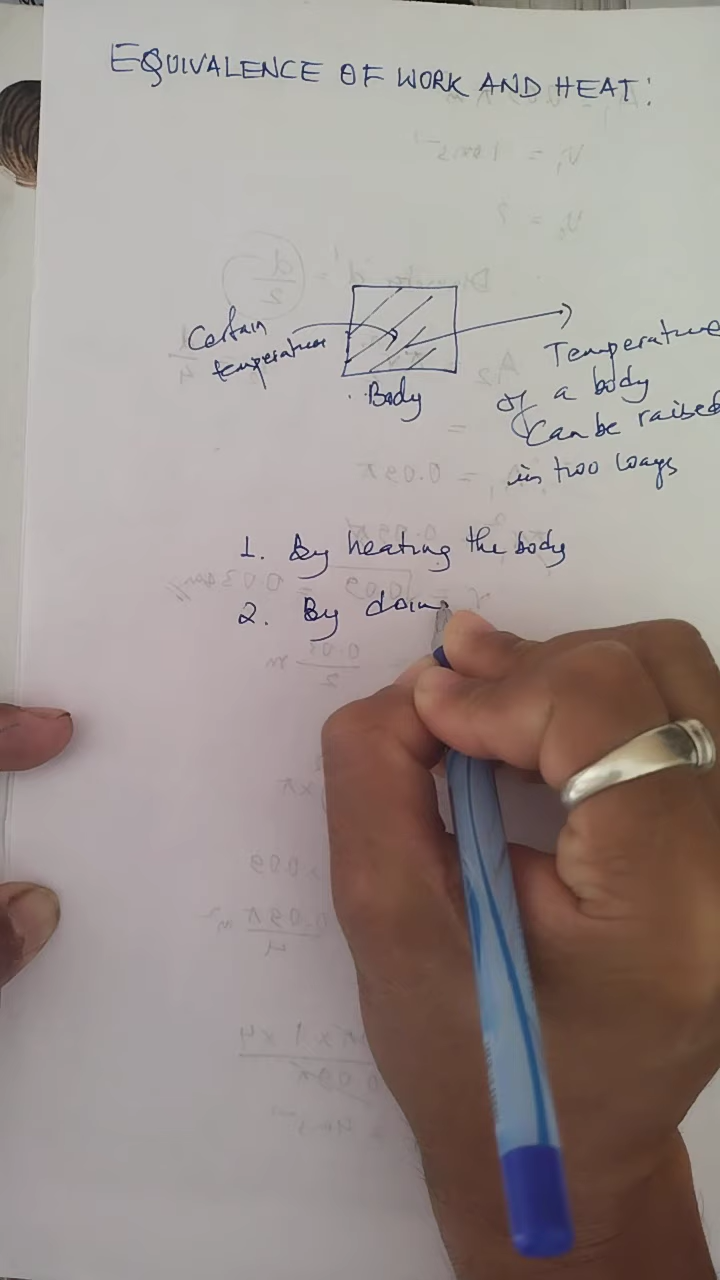 EQUIVALENCE OF WORK AND HEAT:
Certain
temperature
Body
Temperature
of a body
Can be raised
in two ways
1. By heating the body
2. By doin